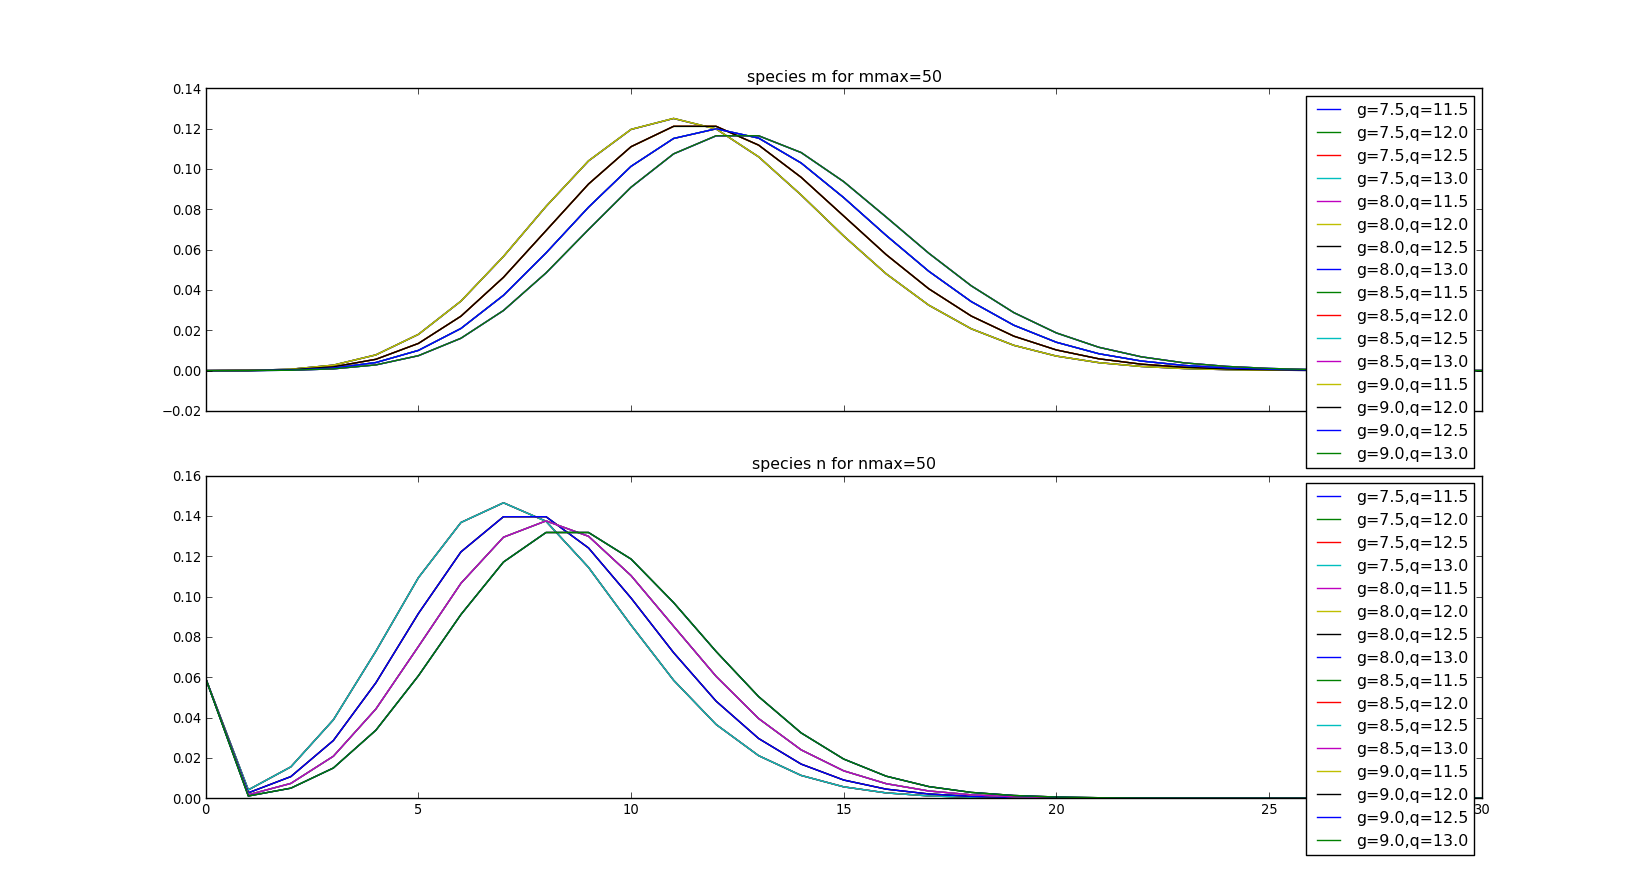 species m for mmax=50
0.14
0.12
0.10
0.08
0.06
0.04
0.02
0.00
−0.02
g=7.5,q=11.5
g=7.5,q=12.0
g=7.5,q=12.5
g=7.5,q=13.0
g=8.0,q=11.5
g=8.0,q=12.0
g=8.0,q=12.5
g=8.0,q=13.0
g=8.5,q=11.5
g=8.5,q=12.0
g=8.5,q=12.5
g=8.5,q=13.0
g=9.0,q=11.5
g=9.0,q=12.0
g=9.0,q=12.5
g=9.0,q=13.0
species n for nmax=50
0.16
0.14
0.12
0.10
0.08
0.06
0.04
0.02
0.00
g=7.5,q=11.5
g=7.5,q=12.0
g=7.5,q=12.5
g=7.5,q=13.0
g=8.0,q=11.5
g=8.0,q=12.0
g=8.0,q=12.5
g=8.0,q=13.0
g=8.5,q=11.5
g=8.5,q=12.0
g=8.5,q=12.5
g=8.5,q=13.0
g=9.0,q=11.5
g=9.0,q=12.0
g=9.0,q=12.5
g=9.0,q=13.0
0 5 10 15 20 25 30